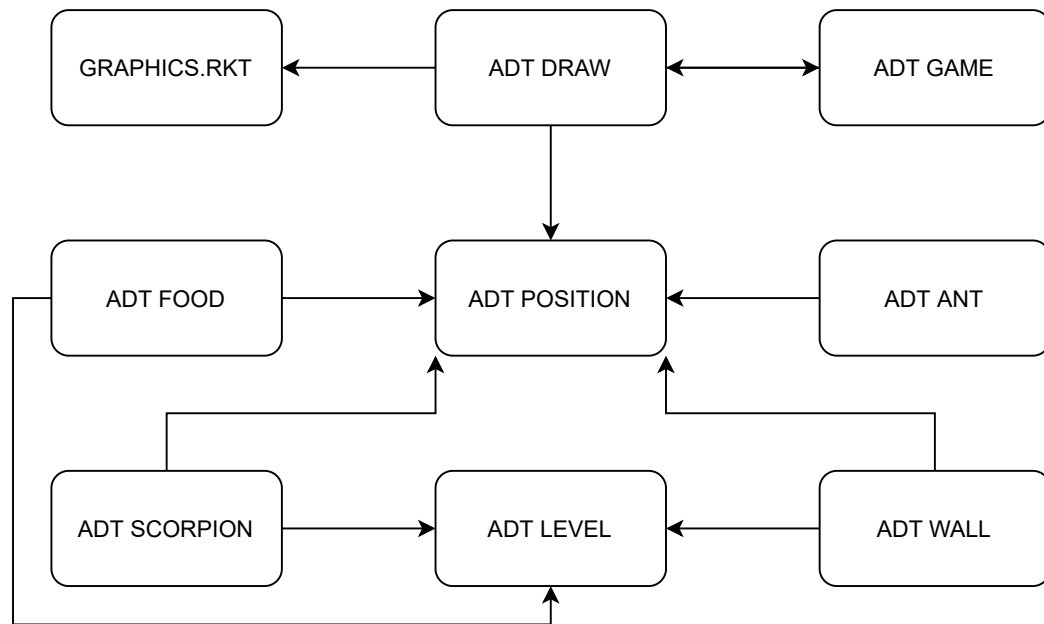 GRAPHICS.RKT
ADT DRAW
ADT GAME
ADT FOOD
ADT POSITION
ADT ANT
ADT SCORPION
ADT LEVEL
ADT WALL